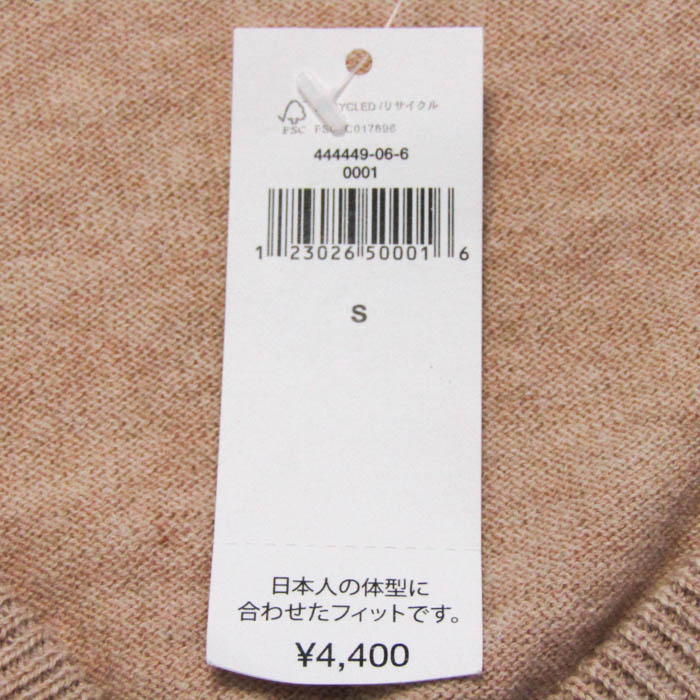 /リサイクル
FSC
C017896
444449-06-6
0001
1 23026 50001 6
S
日本人の体型に
合わせたフィットです。
¥4,400